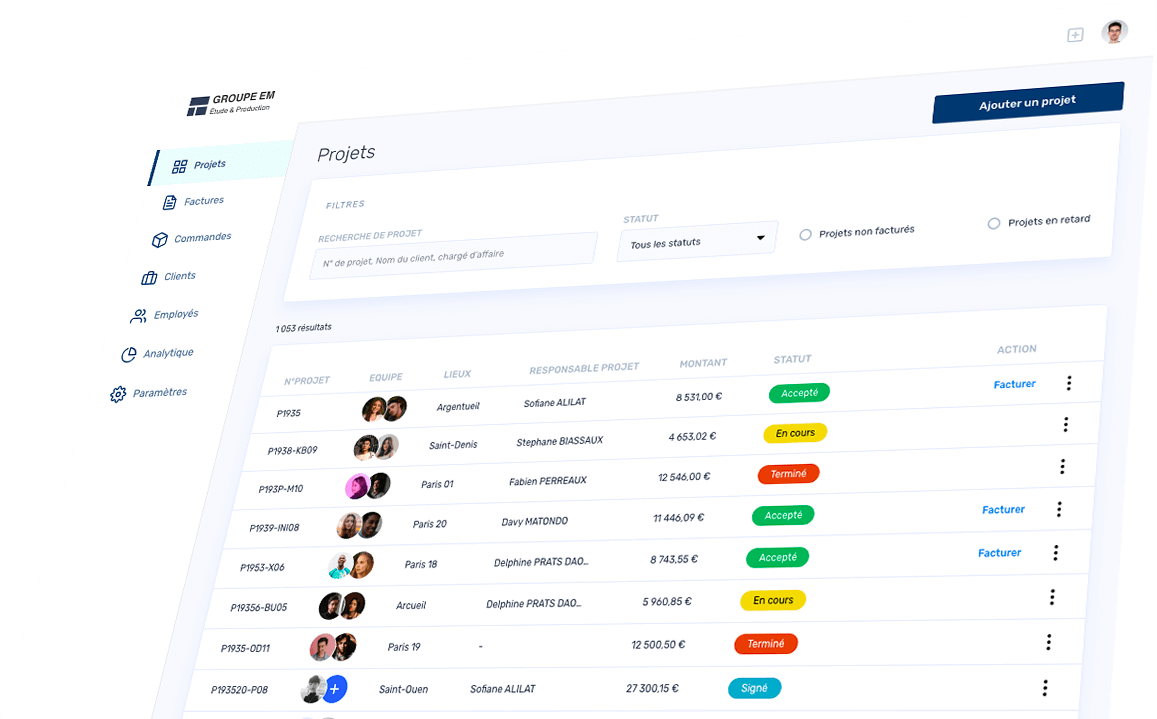 GROUPE EM
Étude & Production
Ajouter un projet
Projets
Factures
Commandes
Clients
Employés
Analytique
Paramètres
Projets
FILTRES
RECHERCHE DE PROJET
N° de projet, Nom du client, chargé d'affaire
STATUT
Tous les statuts
Projets non facturés
Projets en retard
1 053 résultats
N°PROJET EQUIPE LIEUX RESPONSABLE PROJET MONTANT STATUT ACTION
P1935 Argentueil Sofiane ALILAT 8 531,00 € Accepté Facturer
P1938-KB09 Saint-Denis Stephane BIASSAUX 4 653,02 € En cours
P193P-M10 Paris 01 Fabien PERREAUX 12 546,00 € Terminé
P1939-INI08 Paris 20 Davy MATONDO 11 446,09 € Accepté Facturer
P1953-X06 Paris 18 Delphine PRATS DAO... 8 743,55 € Accepté Facturer
P19356-BU05 Arcueil Delphine PRATS DAO... 5 960,85 € En cours
P1935-OD11 Paris 19 - 12 500,50 € Terminé
P193520-P08 + Saint-Ouen Sofiane ALILAT 27 300,15 € Signé